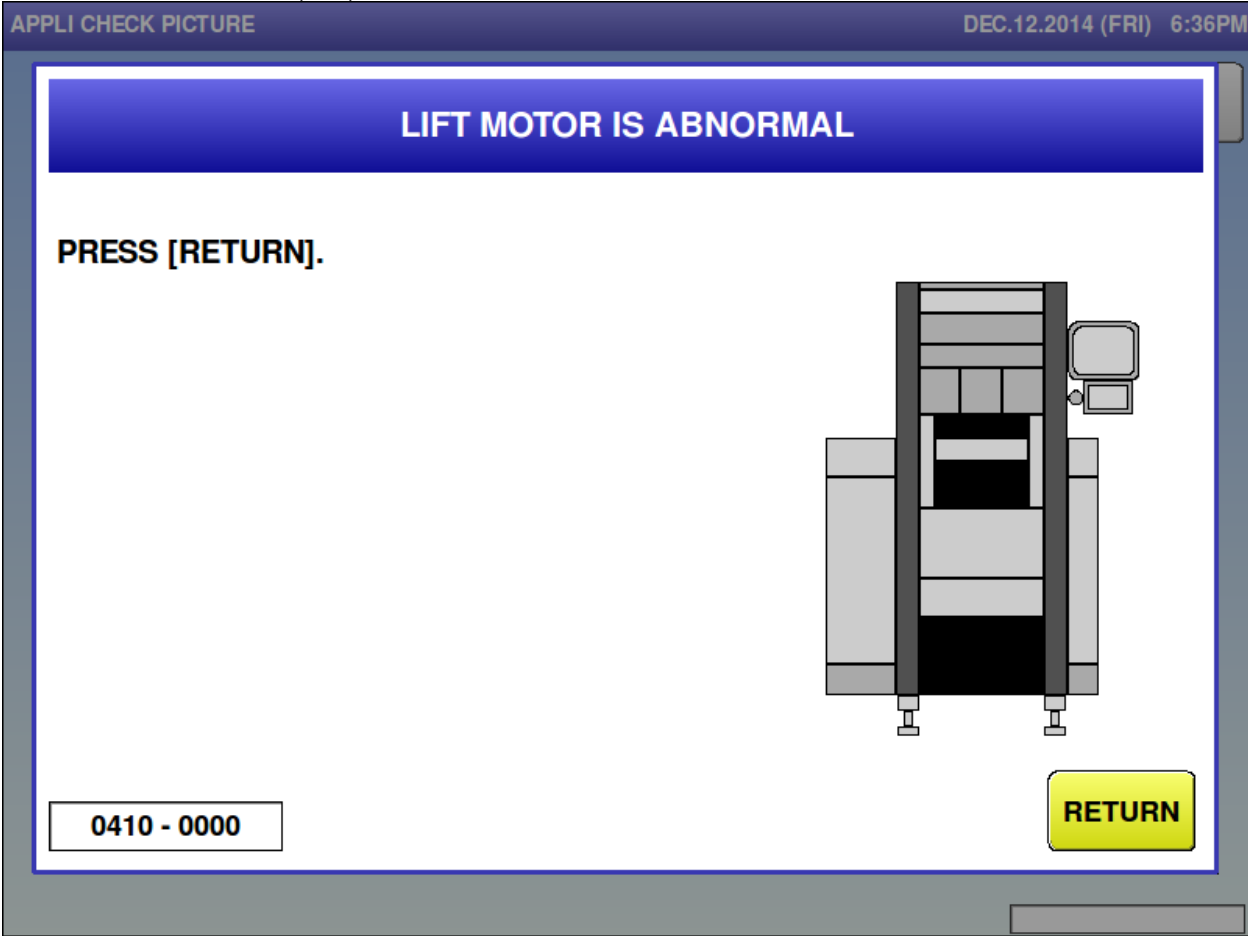 APPLI CHECK PICTURE DEC.12.2014 (FRI) 6:36PM
LIFT MOTOR IS ABNORMAL
PRESS [RETURN].
0410 - 0000
RETURN